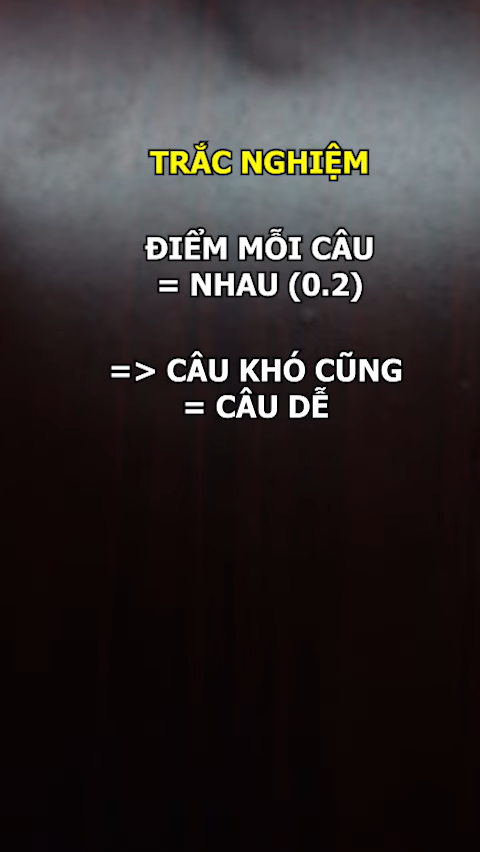 TRẮC NGHIỆM
ĐIỂM MỖI CÂU
= NHAU (0.2)
=> CÂU KHÓ CŨNG
= CÂU DỄ